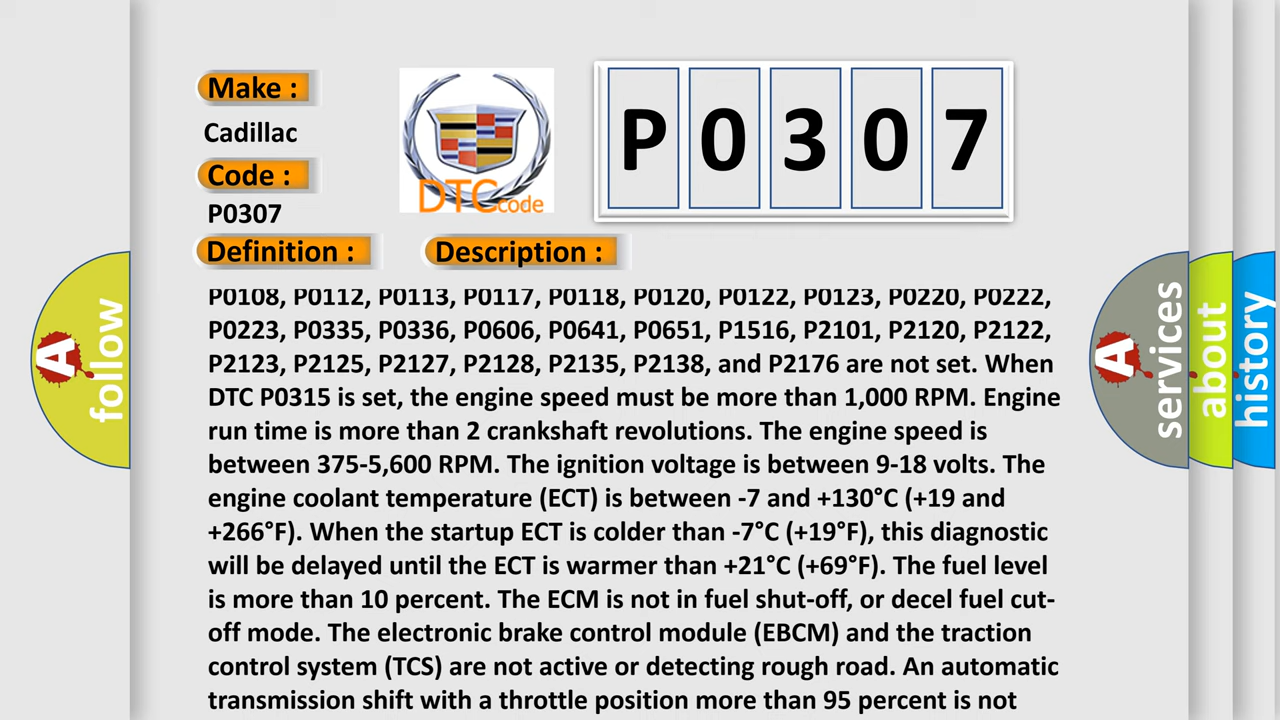 Make :
Cadillac
Code :
P0307
Definition :
Description :
DTCcode
P0307
P0108, P0112, P0113, P0117, P0118, P0120, P0122, P0123, P0220, P0222,
P0223, P0335, P0336, P0606, P0641, P0651, P1516, P2101, P2120, P2122,
P2123, P2125, P2127, P2128, P2135, P2138, and P2176 are not set. When
DTC P0315 is set, the engine speed must be more than 1,000 RPM. Engine
run time is more than 2 crankshaft revolutions. The engine speed is
between 375-5,600 RPM. The ignition voltage is between 9-18 volts. The
engine coolant temperature (ECT) is between -7 and +130°C (+19 and
+266°F). When the startup ECT is colder than -7°C (+19°F), this diagnostic
will be delayed until the ECT is warmer than +21°C (+69°F). The fuel level
is more than 10 percent. The ECM is not in fuel shut-off, or decel fuel cut-
off mode. The electronic brake control module (EBCM) and the traction
control system (TCS) are not active or detecting rough road. An automatic
transmission shift with a throttle position more than 95 percent is not
A follow
A services
about
history